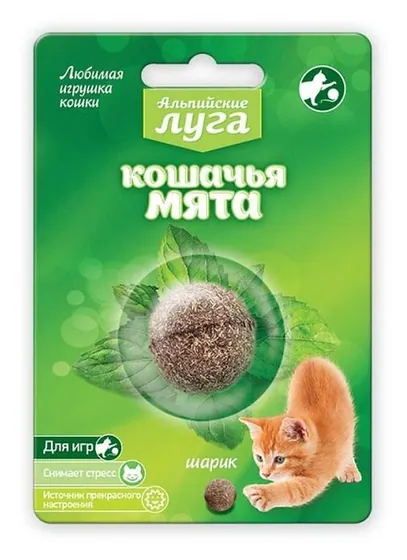 Любимая
игрушка
кошки
Альпийские
луга
кошачья
мята
Для игр
шарик
Снимает стресс
Источник прекрасного
настроения